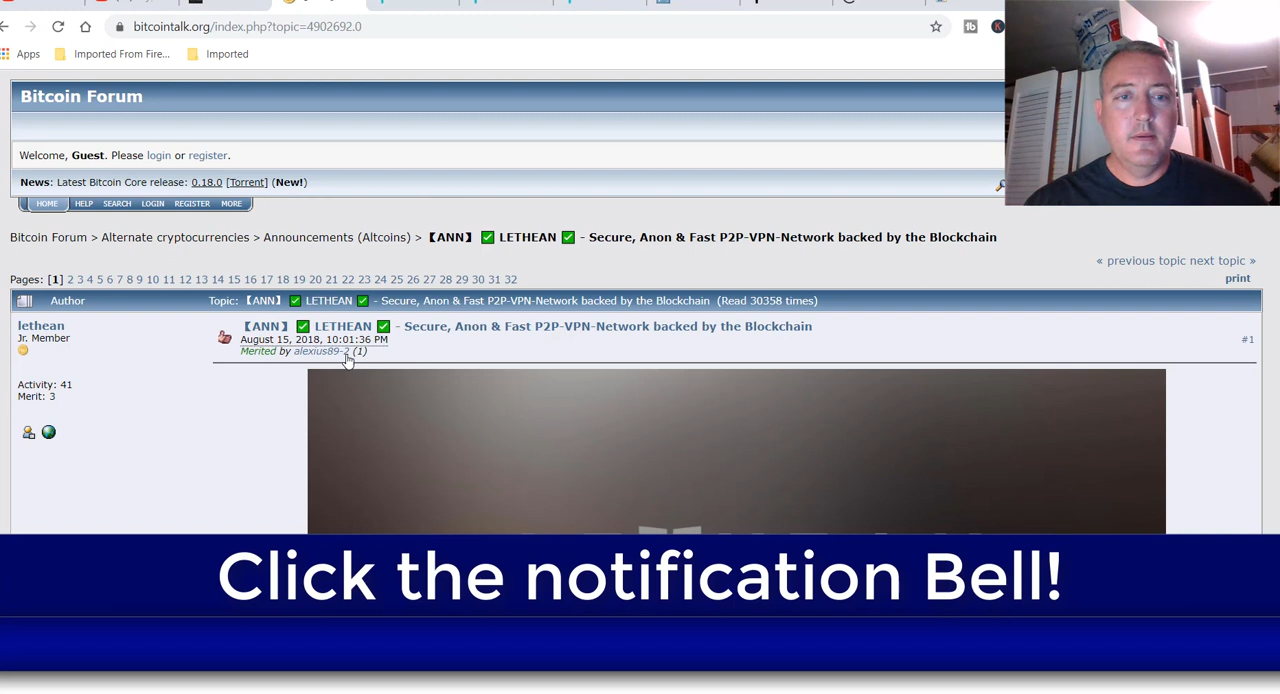 bitcointalk.org/index.php?topic=4902692.0
Apps Imported From Fire... Imported
Bitcoin Forum
Welcome, Guest. Please login or register.
News: Latest Bitcoin Core release: 0.18.0 [Torrent] (New!)
HOME HELP SEARCH LOGIN REGISTER MORE
Bitcoin Forum > Alternate cryptocurrencies > Announcements (Altcoins) > 【ANN】 ✅ LETHEAN ✅ - Secure, Anon & Fast P2P-VPN-Network backed by the Blockchain
« previous topic next topic »
Pages: [1] 2 3 4 5 6 7 8 9 10 11 12 13 14 15 16 17 18 19 20 21 22 23 24 25 26 27 28 29 30 31 32
print
Author Topic: 【ANN】 ✅ LETHEAN ✅ - Secure, Anon & Fast P2P-VPN-Network backed by the Blockchain (Read 30358 times)
lethean
Jr. Member
Activity: 41
Merit: 3
【ANN】 ✅ LETHEAN ✅ - Secure, Anon & Fast P2P-VPN-Network backed by the Blockchain
August 15, 2018, 10:01:36 PM
#1
Merited by alexius89-2 (1)
Click the notification Bell!